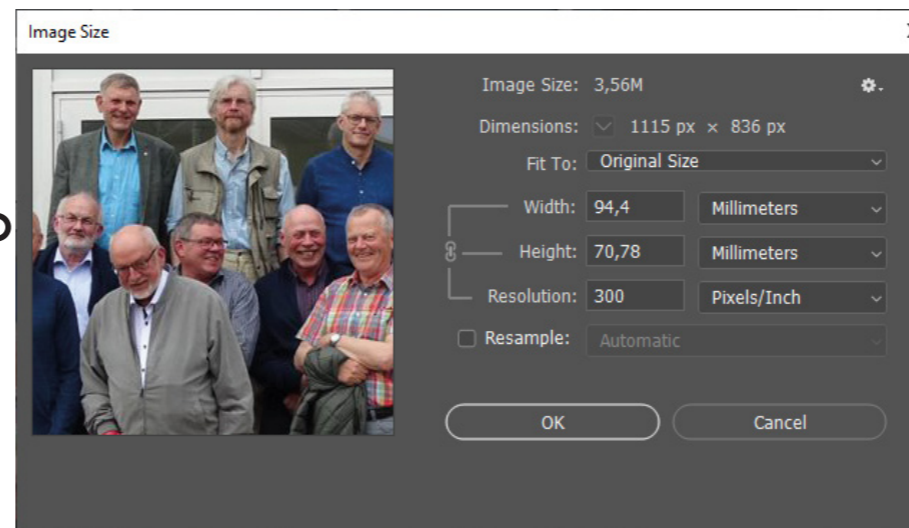 Image Size
Image Size: 3,56M
Dimensions: 1115 px × 836 px
Fit To: Original Size
Width: 94,4 Millimeters
Height: 70,78 Millimeters
Resolution: 300 Pixels/Inch
Resample: Automatic
OK Cancel